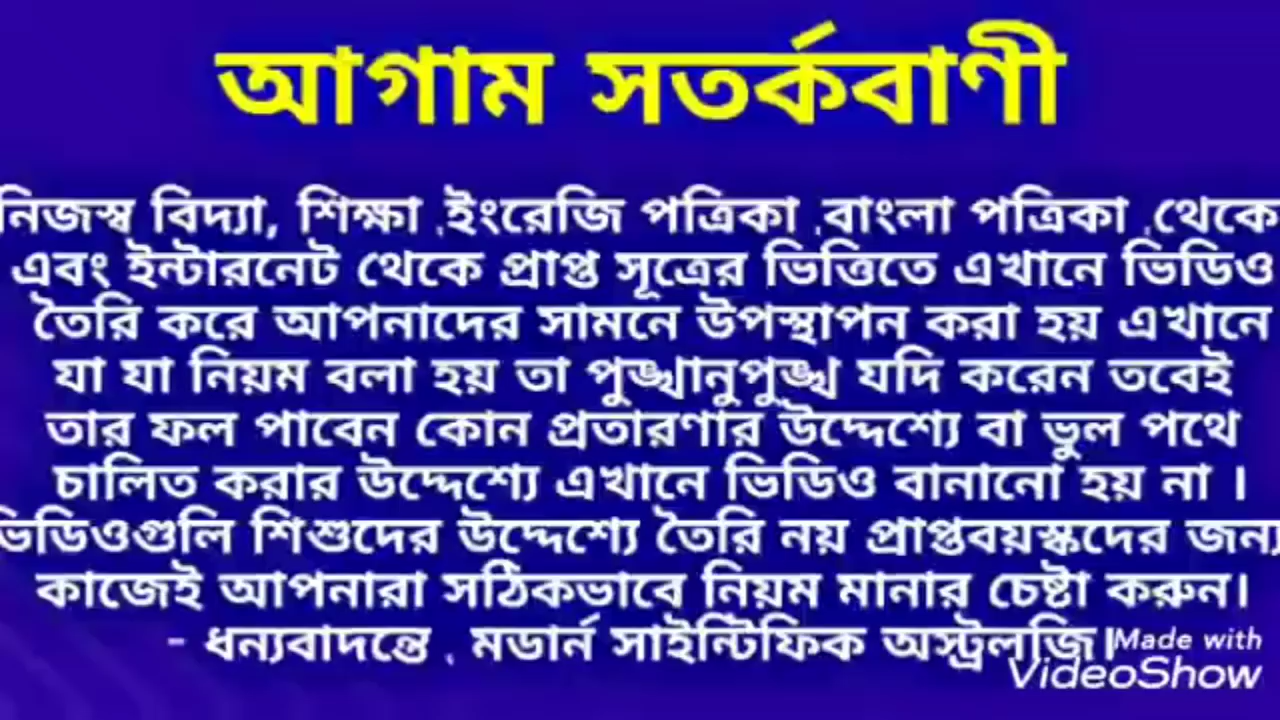 আগাম সতর্কবাণী
নিজস্ব বিদ্যা, শিক্ষা ,ইংরেজি পত্রিকা ,বাংলা পত্রিকা ,থেকে
এবং ইন্টারনেট থেকে প্রাপ্ত সূত্রের ভিত্তিতে এখানে ভিডিও
তৈরি করে আপনাদের সামনে উপস্থাপন করা হয় এখানে
যা যা নিয়ম বলা হয় তা পুঙ্খানুপুঙ্খ যদি করেন তবেই
তার ফল পাবেন কোন প্রতারণার উদ্দেশ্যে বা ভুল পথে
চালিত করার উদ্দেশ্যে এখানে ভিডিও বানানো হয় না ।
ভিডিওগুলি শিশুদের উদ্দেশ্যে তৈরি নয় প্রাপ্তবয়স্কদের জন্য
কাজেই আপনারা সঠিকভাবে নিয়ম মানার চেষ্টা করুন।
- ধন্যবাদন্তে , মডার্ন সাইন্টিফিক অস্ট্রলজি।
Made with
VideoShow